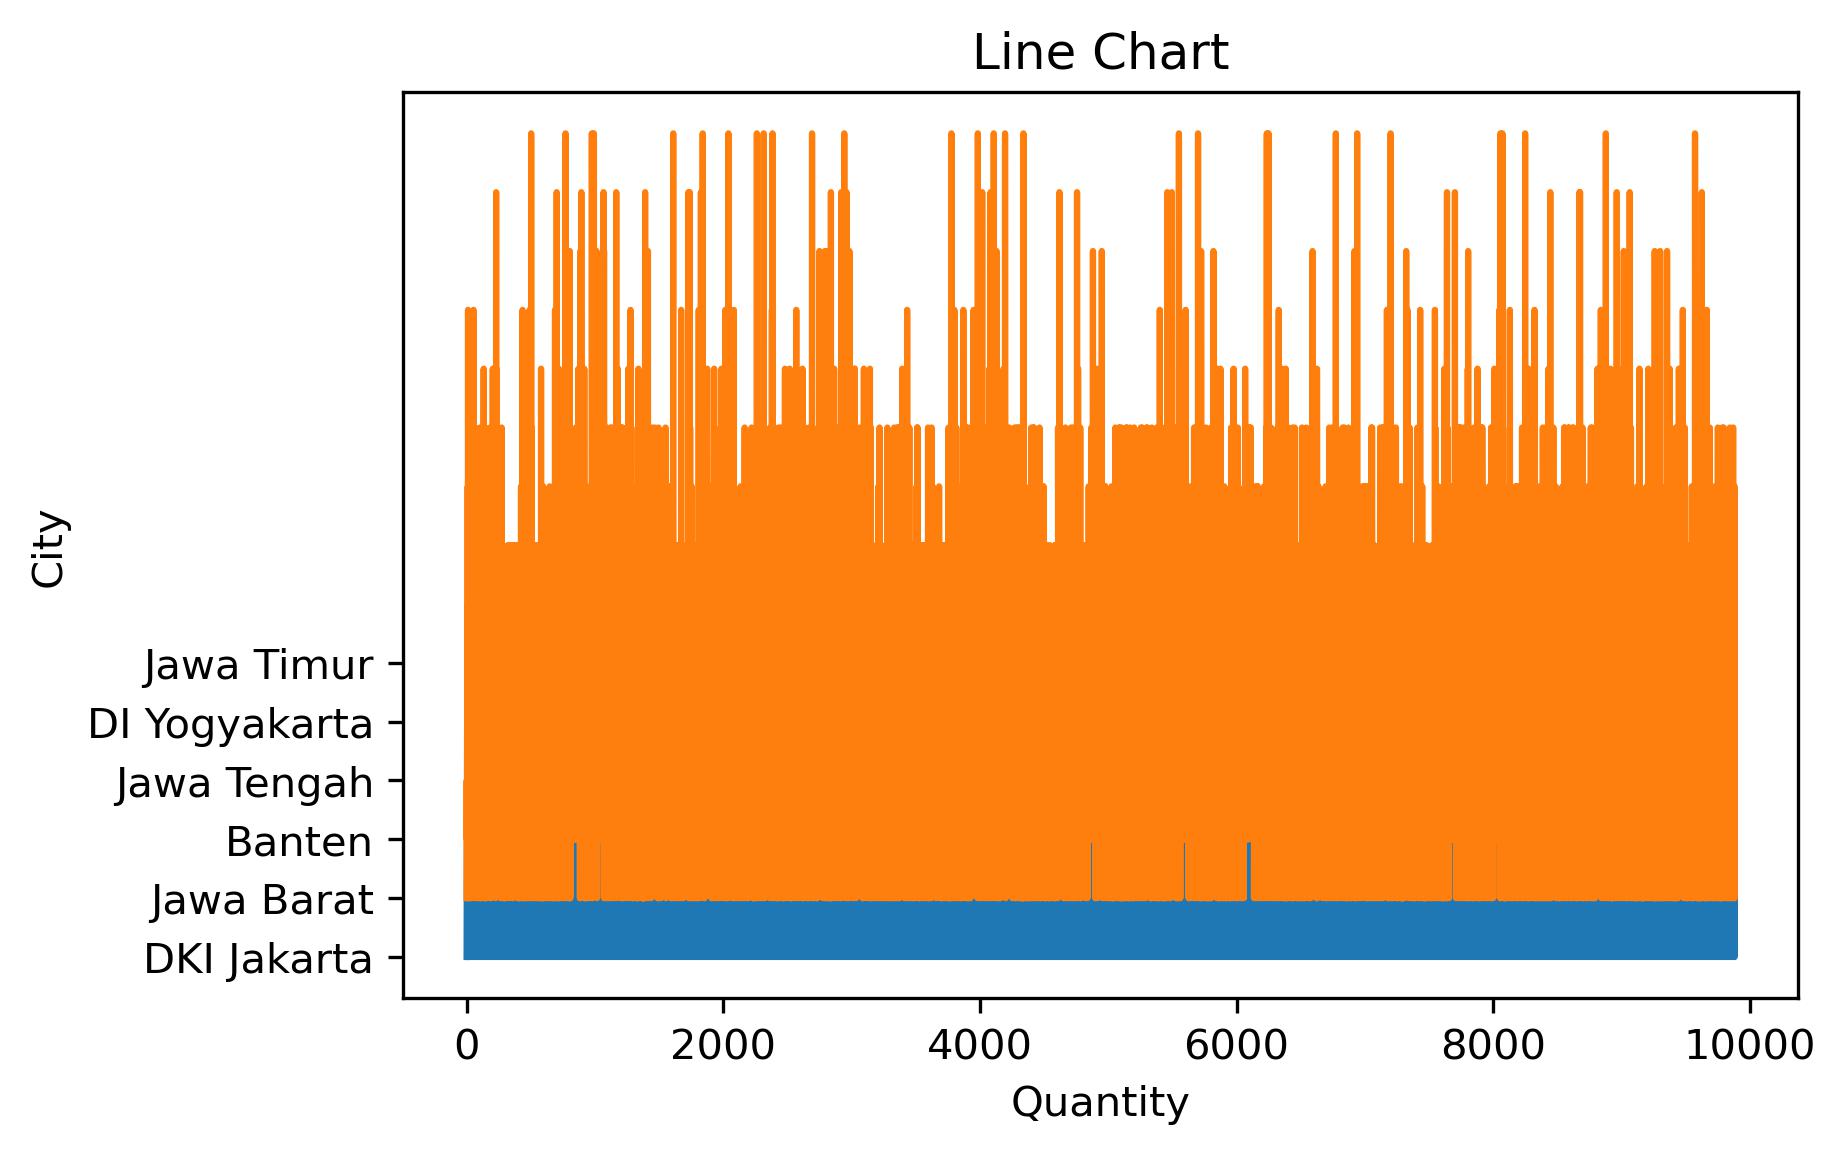 Line Chart
City
Jawa Timur
DI Yogyakarta
Jawa Tengah
Banten
Jawa Barat
DKI Jakarta
0 2000 4000 6000 8000 10000
Quantity